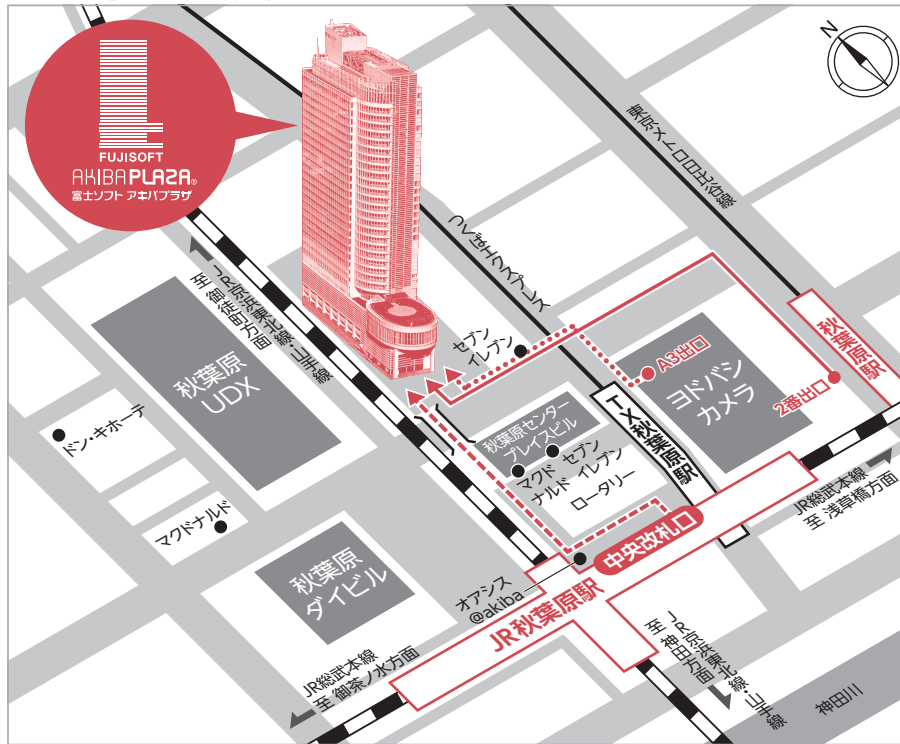 FUJISOFT
AKIBA PLAZA®
富士ソフト アキバプラザ
N
東京メトロ日比谷線
つくばエクスプレス
JR京浜東北線・山手線
至 御徒町方面
秋葉原
UDX
セブン
イレブン
A3出口
ヨドバシ
カメラ
2番出口
秋葉原駅
TX秋葉原駅
ドン・キホーテ
マクドナルド
秋葉原センター
プレイスビル
マクド
ナルド
セブン
イレブン
ロータリー
中央改札口
JR総武本線
至 浅草橋方面
秋葉原
ダイビル
オアシス
@akiba
JR秋葉原駅
JR総武本線
至 御茶ノ水方面
JR京浜東北線・山手線
至 神田方面
神田川